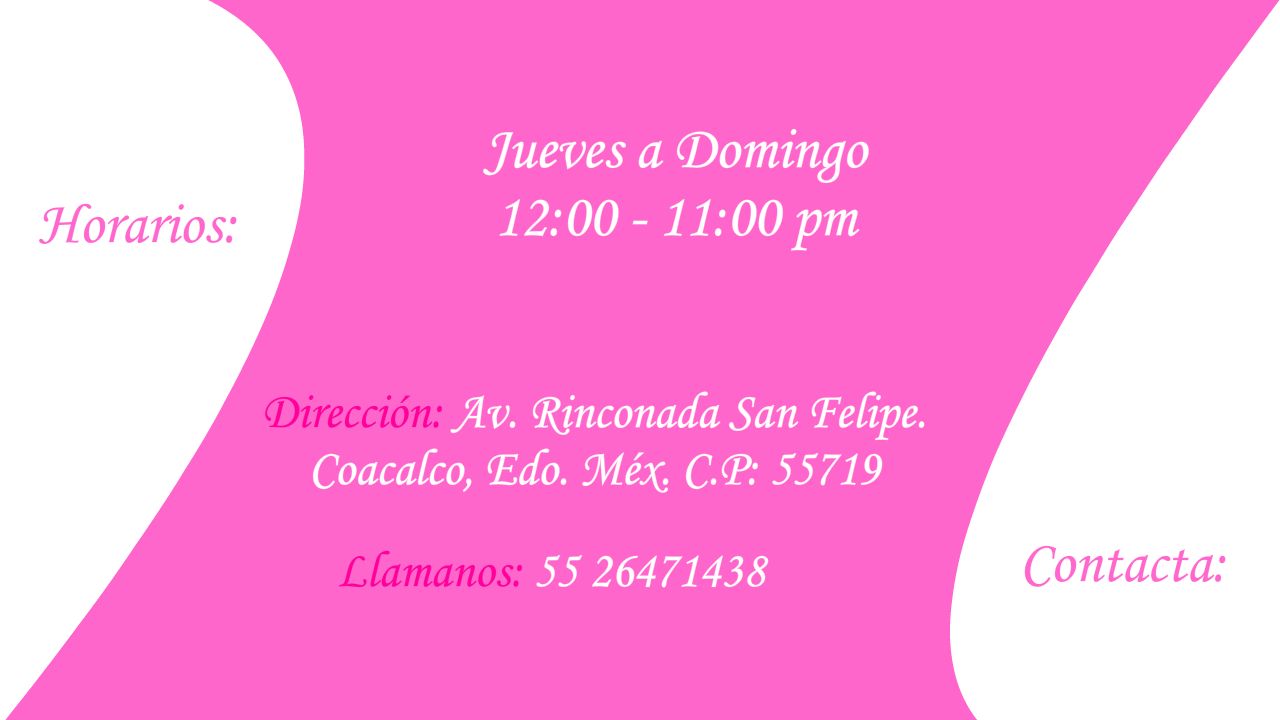 Horarios:
Jueves a Domingo
12:00 - 11:00 pm
Dirección: Av. Rinconada San Felipe.
Coacalco, Edo. Méx. C.P: 55719
Llamanos: 55 26471438
Contacta: